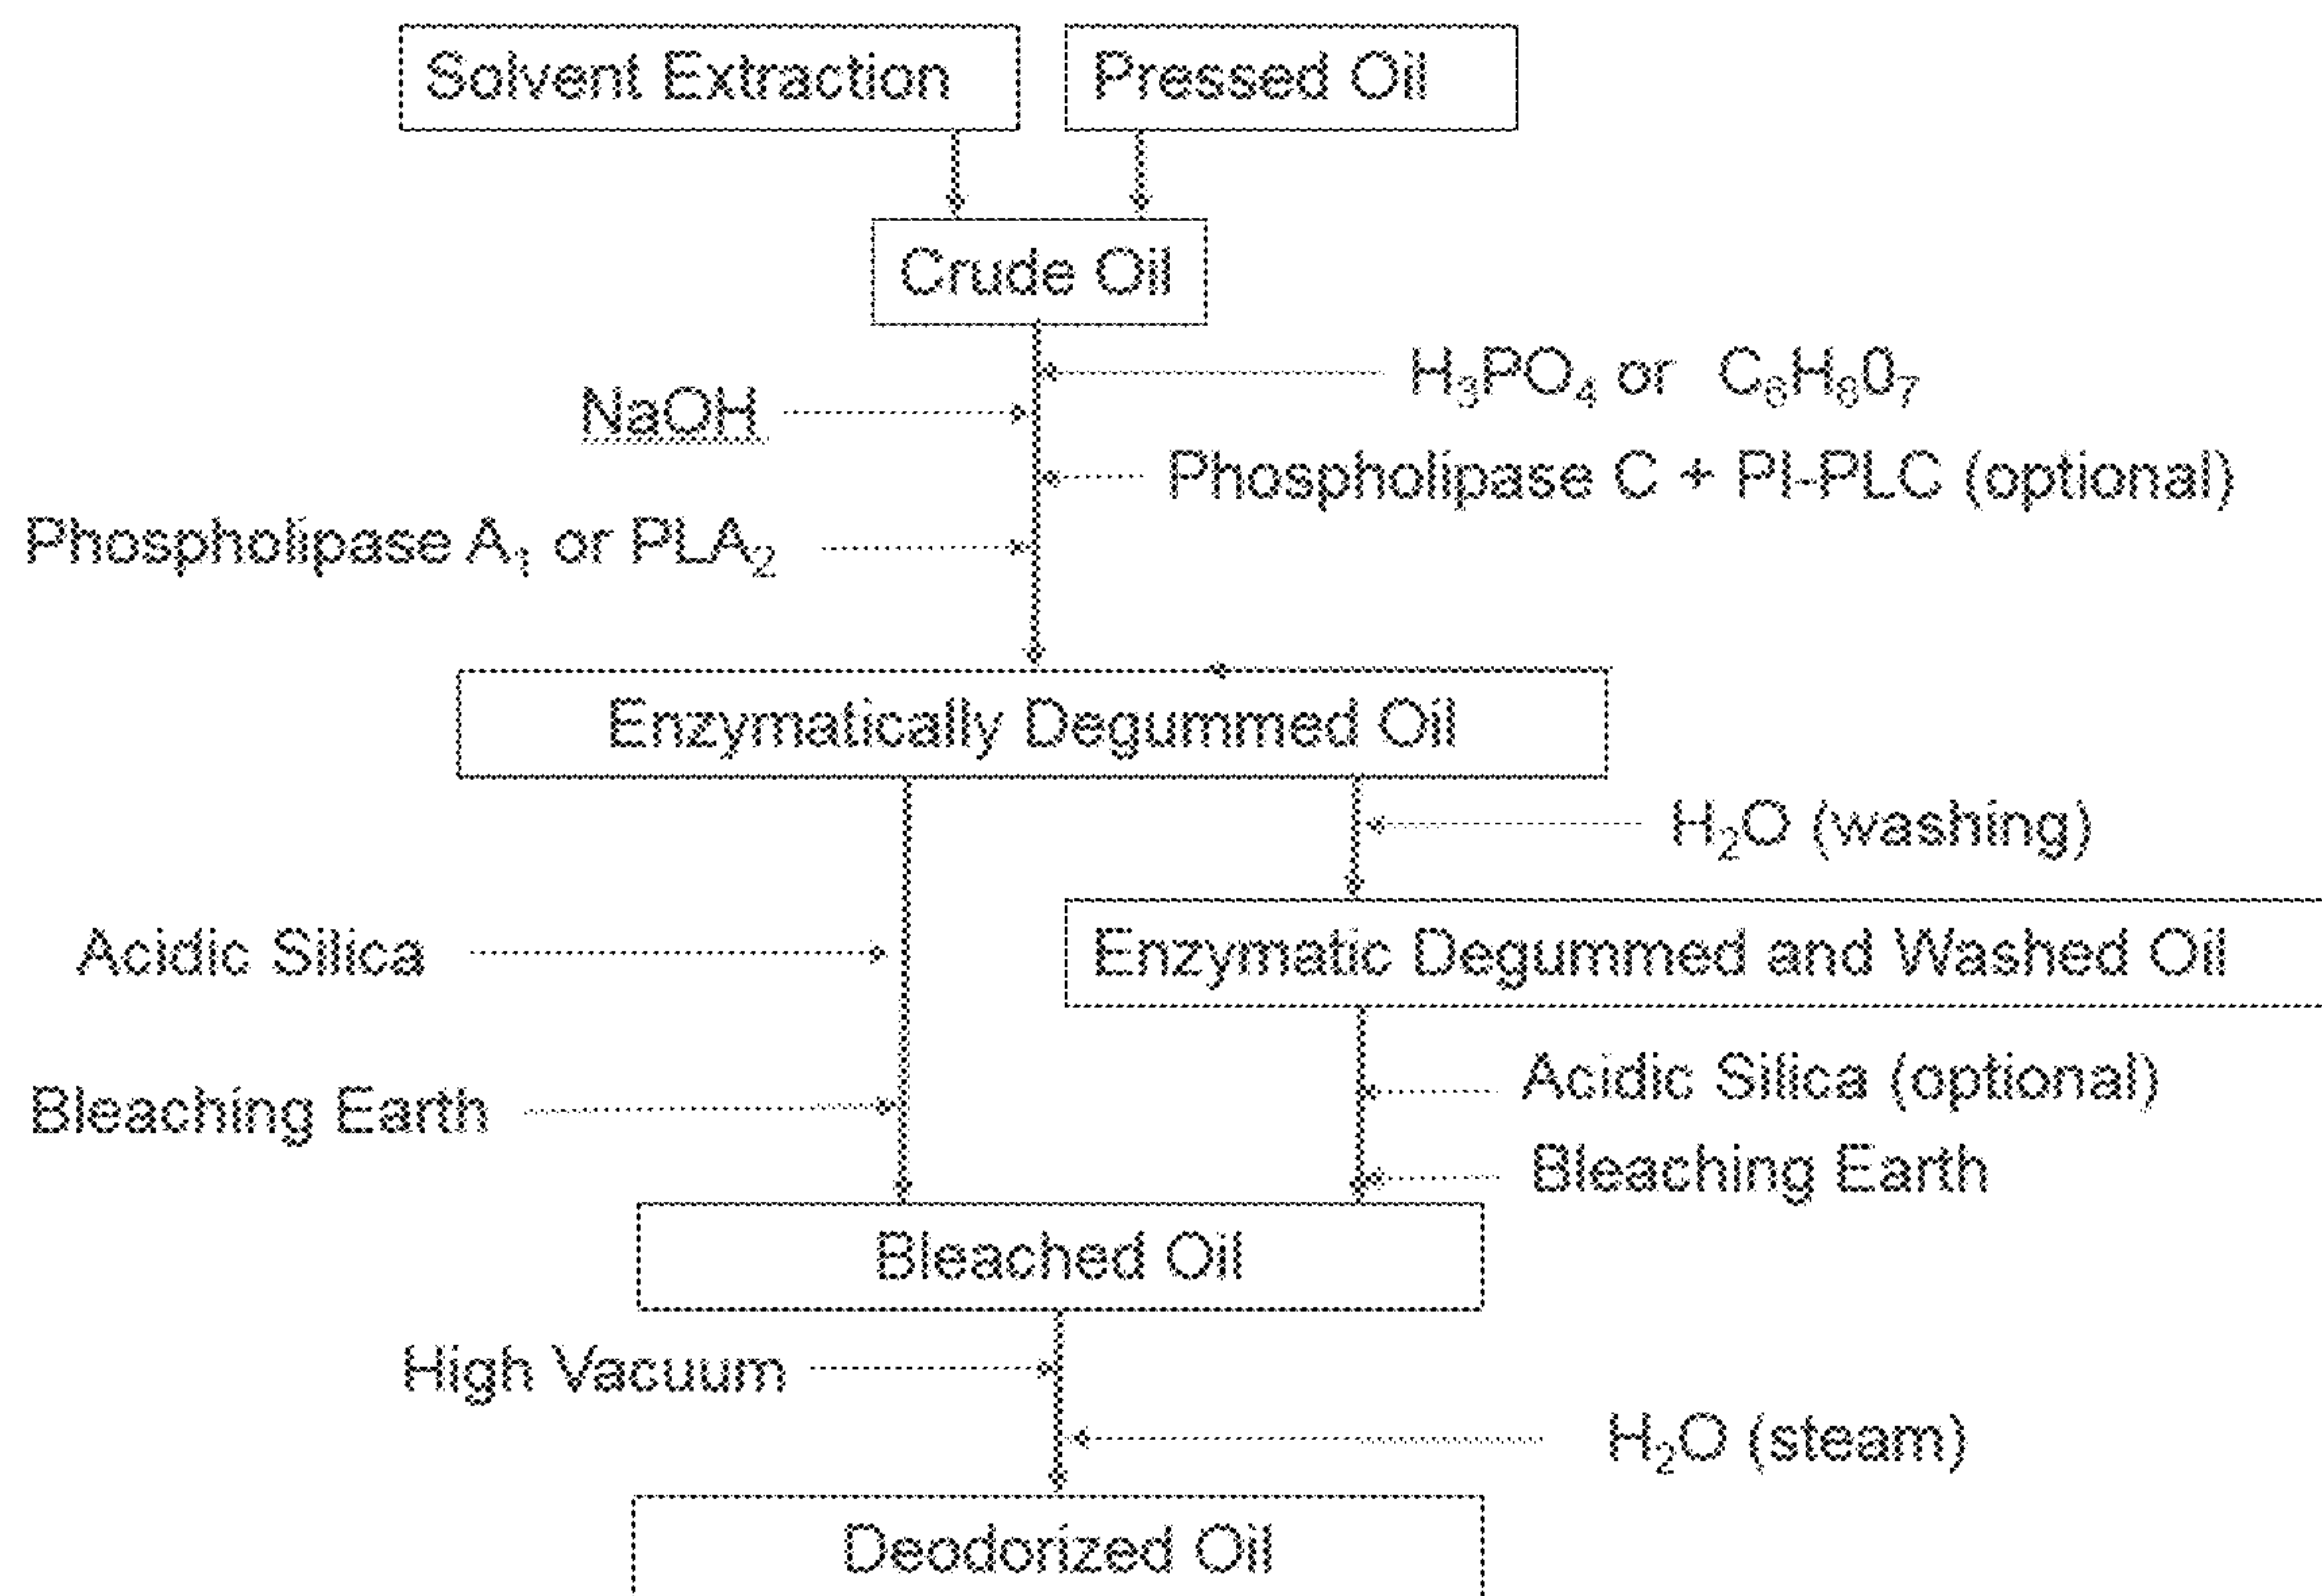 Solvent Extraction
Pressed Oil
Crude Oil
H₃PO₄ or C₆H₈0₇
NaOH
Phospholipase C + PI-PLC (optional)
Phospholipase A₁ or PLA₂
Enzymatically Degummed Oil
H₂O (washing)
Acidic Silica
Enzymatic Degummed and Washed Oil
Acidic Silica (optional)
Bleaching Earth
Bleaching Earth
Bleached Oil
High Vacuum
H₂O (steam)
Deodorized Oil